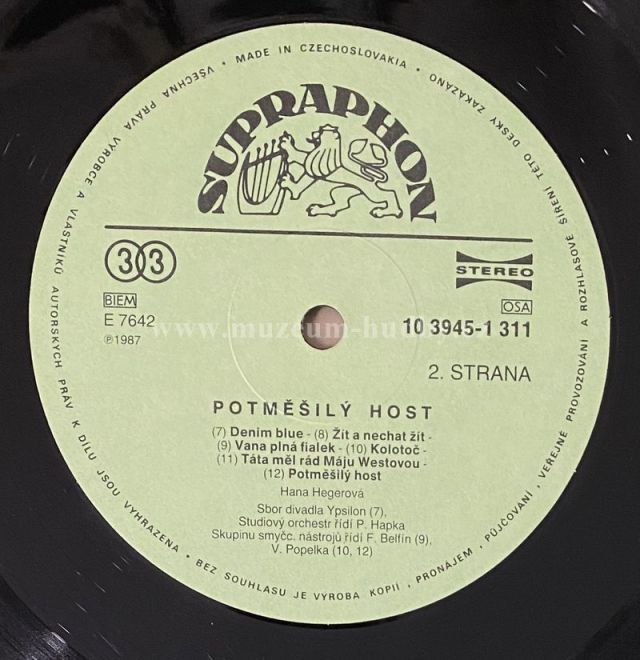 VŠECHNA PRÁVA VÝROBCE A VLASTNÍKŮ AUTORSKÝCH PRÁV K DÍLU JSOU VYHRAZENA • BEZ SOUHLASU JE VÝROBA KOPIÍ, PRONÁJEM, PŮJČOVÁNÍ, VEŘEJNÉ PROVOZOVÁNÍ A ROZHLASOVÉ ŠÍŘENÍ TÉTO DESKY ZAKÁZÁNO • MADE IN CZECHOSLOVAKIA •
SUPRAPHON
33
STEREO
BIEM
OSA
E 7642
10 3945-1 311
℗1987
2. STRANA
POTMĚŠILÝ HOST
(7) Denim blue - (8) Žít a nechat žít -
(9) Vana plná fialek - (10) Kolotoč -
(11) Táta měl rád Máju Westovou -
(12) Potměšilý host
Hana Hegerová
Sbor divadla Ypsilon (7),
Studiový orchestr řídí P. Hapka
Skupinu smyčc. nástrojů řídí F. Belfín (9),
V. Popelka (10, 12)